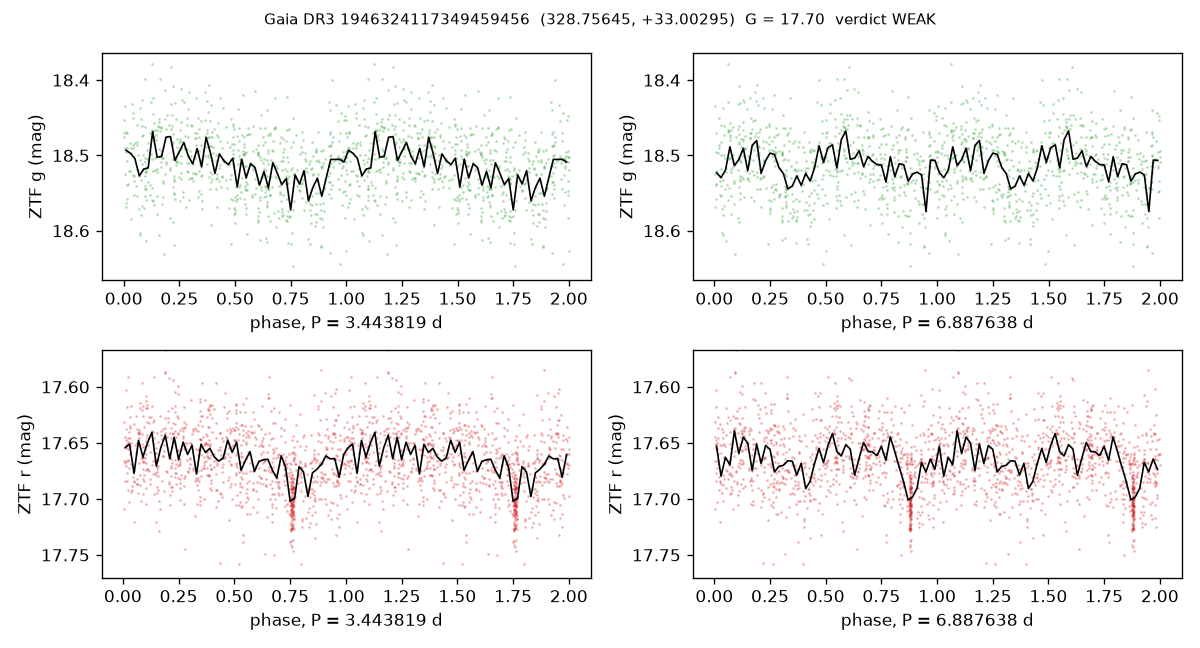 Gaia DR3 1946324117349459456 (328.75645, +33.00295) G = 17.70 verdict WEAK
ZTF g (mag)
18.4
18.5
18.6
0.00 0.25 0.50 0.75 1.00 1.25 1.50 1.75 2.00
phase, P = 3.443819 d
ZTF g (mag)
18.4
18.5
18.6
0.00 0.25 0.50 0.75 1.00 1.25 1.50 1.75 2.00
phase, P = 6.887638 d
ZTF r (mag)
17.60
17.65
17.70
17.75
0.00 0.25 0.50 0.75 1.00 1.25 1.50 1.75 2.00
phase, P = 3.443819 d
ZTF r (mag)
17.60
17.65
17.70
17.75
0.00 0.25 0.50 0.75 1.00 1.25 1.50 1.75 2.00
phase, P = 6.887638 d